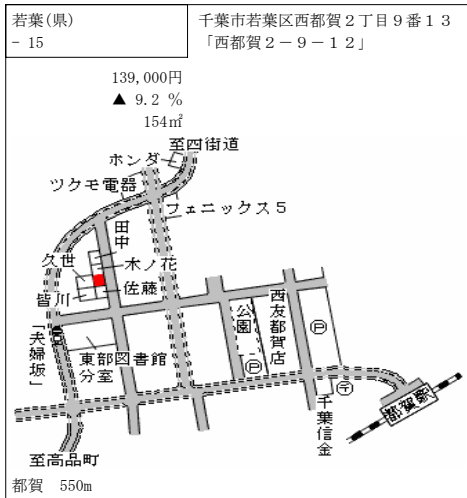 若葉(県)
- 15
千葉市若葉区西都賀２丁目９番１３
「西都賀２－９－１２」
139,000円
▲ 9.2 %
154㎡
至四街道
ホンダ
ツクモ電器
フェニックス５
田中
久世
木ノ花
皆川
佐藤
「夫婦坂」
東部図書館
分室
公園
西友都賀店
Ⓟ
Ⓟ
〒
千葉信金
都賀駅
至高品町
都賀　550m